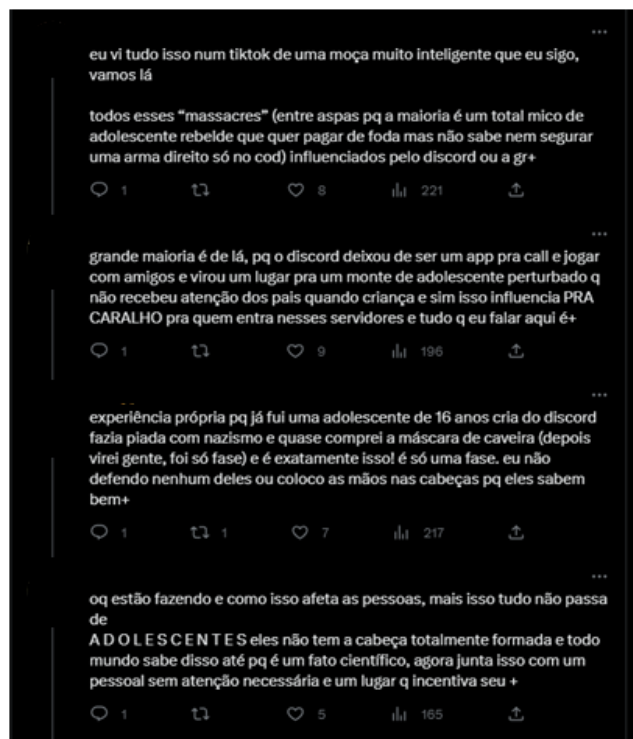 eu vi tudo isso num tiktok de uma moça muito inteligente que eu sigo,
vamos lá
todos esses “massacres” (entre aspas pq a maioria é um total mico de
adolescente rebelde que quer pagar de foda mas não sabe nem segurar
uma arma direito só no cod) influenciados pelo discord ou a gr+
1 8 221
grande maioria é de lá, pq o discord deixou de ser um app pra call e jogar
com amigos e virou um lugar pra um monte de adolescente perturbado q
não recebeu atenção dos pais quando criança e sim isso influencia PRA
CARALHO pra quem entra nesses servidores e tudo q eu falar aqui é+
1 9 196
experiência própria pq já fui uma adolescente de 16 anos cria do discord
fazia piada com nazismo e quase comprei a máscara de caveira (depois
virei gente, foi só fase) e é exatamente isso! é só uma fase. eu não
defendo nenhum deles ou coloco as mãos nas cabeças pq eles sabem
bem+
1 1 7 217
oq estão fazendo e como isso afeta as pessoas, mais isso tudo não passa
de
A D O L E S C E N T E S eles não tem a cabeça totalmente formada e todo
mundo sabe disso até pq é um fato científico, agora junta isso com um
pessoal sem atenção necessária e um lugar q incentiva seu +
1 5 165